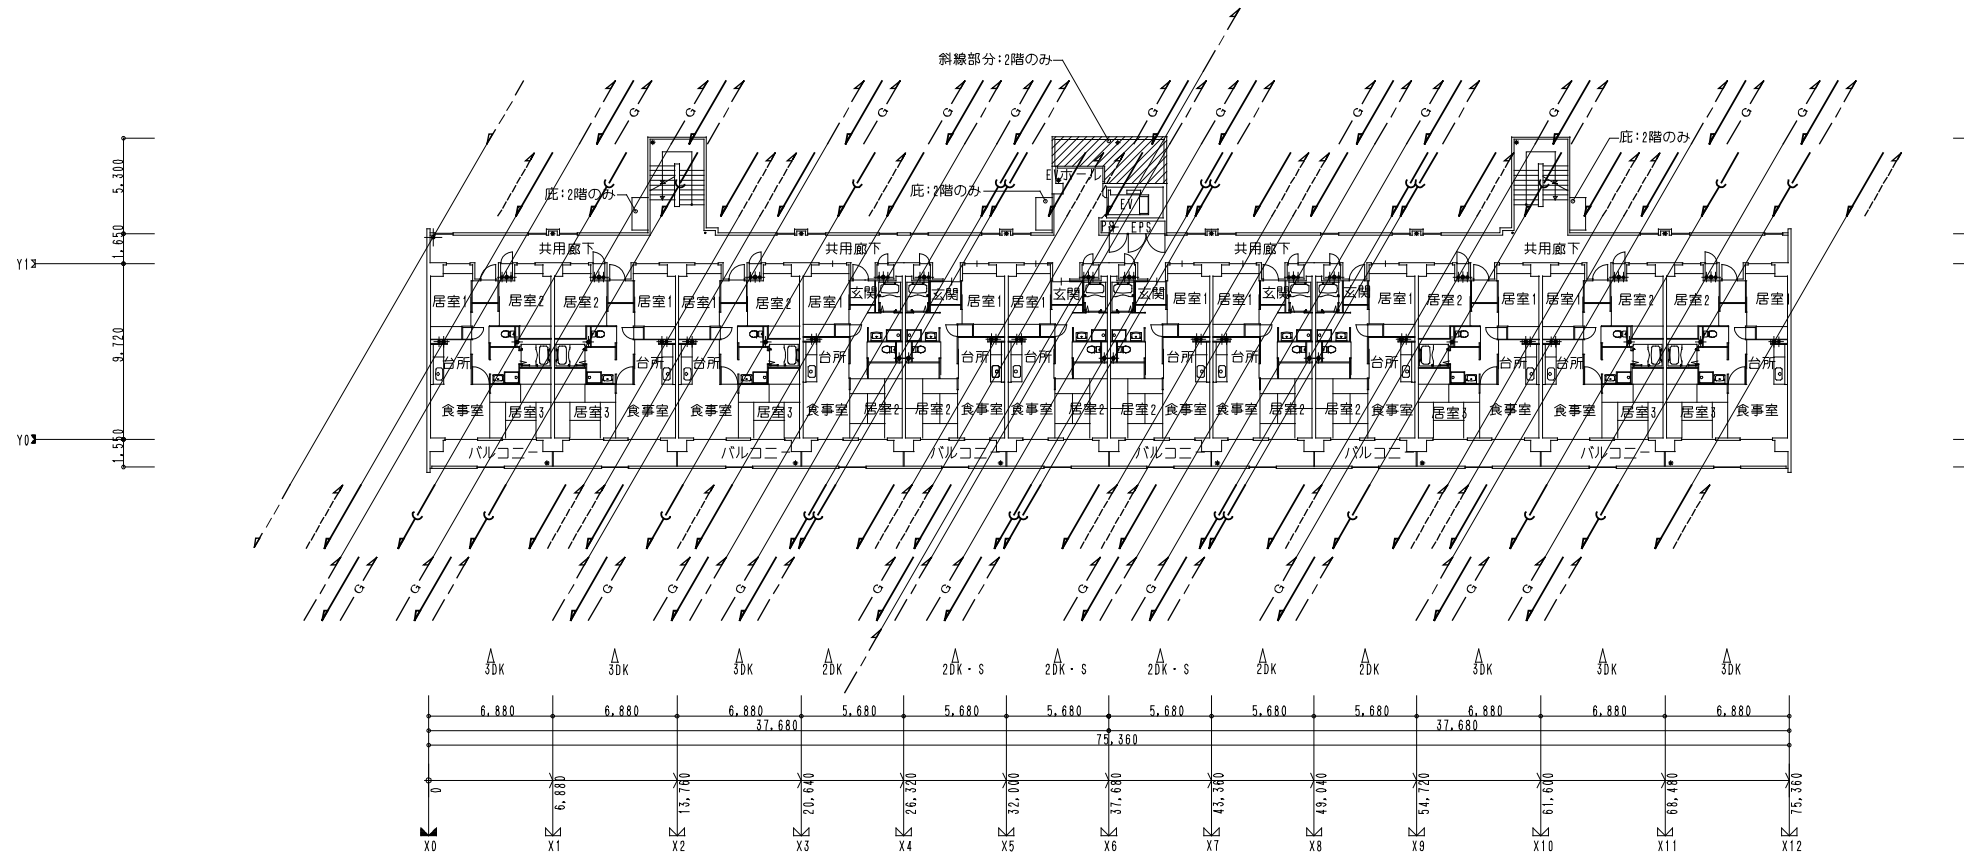 斜線部分:2階のみ
G G G G G G G G G G
庇:2階のみ
EVホール
庇:2階のみ
庇:2階のみ
EV
PS EPS
5,300
1,650
9,720
1,550
Y1
Y0
共用廊下 共用廊下 共用廊下 共用廊下
居室1 居室2 居室2 居室1 居室1 居室2 居室1 玄関 玄関 居室1 居室1 玄関 玄関 居室1 居室1 玄関 玄関 居室1 居室2 居室1 居室1 居室2 居室2 居室1
台所 台所 台所 台所 台所 台所 台所 台所 台所 台所 台所 台所
食事室 居室3 居室3 食事室 食事室 居室3 食事室 居室2 居室2 食事室 食事室 居室2 居室2 食事室 食事室 居室2 居室2 食事室 居室3 食事室 食事室 居室3 居室3 食事室
バルコニー バルコニー バルコニー バルコニー バルコニー バルコニー
G G G G G G G G G G
3DK 3DK 3DK 2DK 2DK-S 2DK-S 2DK-S 2DK 2DK 3DK 3DK 3DK
6,880 6,880 6,880 5,680 5,680 5,680 5,680 5,680 5,680 6,880 6,880 6,880
37,680 37,680
75,360
0 6,880 13,760 20,640 26,320 32,000 37,680 43,360 49,040 54,720 61,600 68,480 75,360
X0 X1 X2 X3 X4 X5 X6 X7 X8 X9 X10 X11 X12